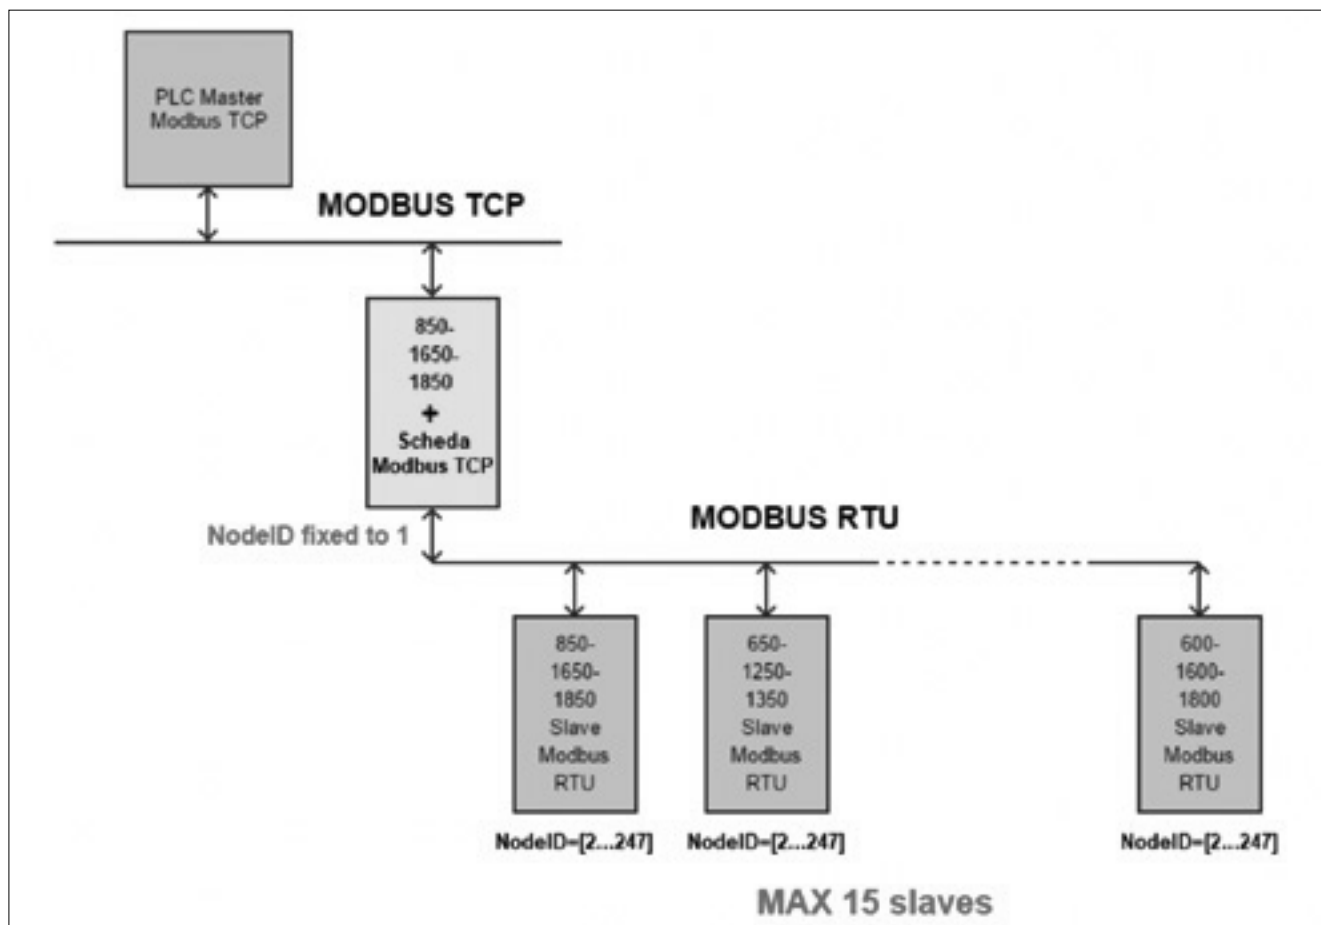 PLC Master
Modbus TCP
MODBUS TCP
850-
1650-
1850
+
Scheda
Modbus TCP
NodeID fixed to 1
MODBUS RTU
850-
1650-
1850
Slave
Modbus
RTU
NodeID=[2...247]
650-
1250-
1350
Slave
Modbus
RTU
NodeID=[2...247]
600-
1600-
1800
Slave
Modbus
RTU
NodeID=[2...247]
MAX 15 slaves